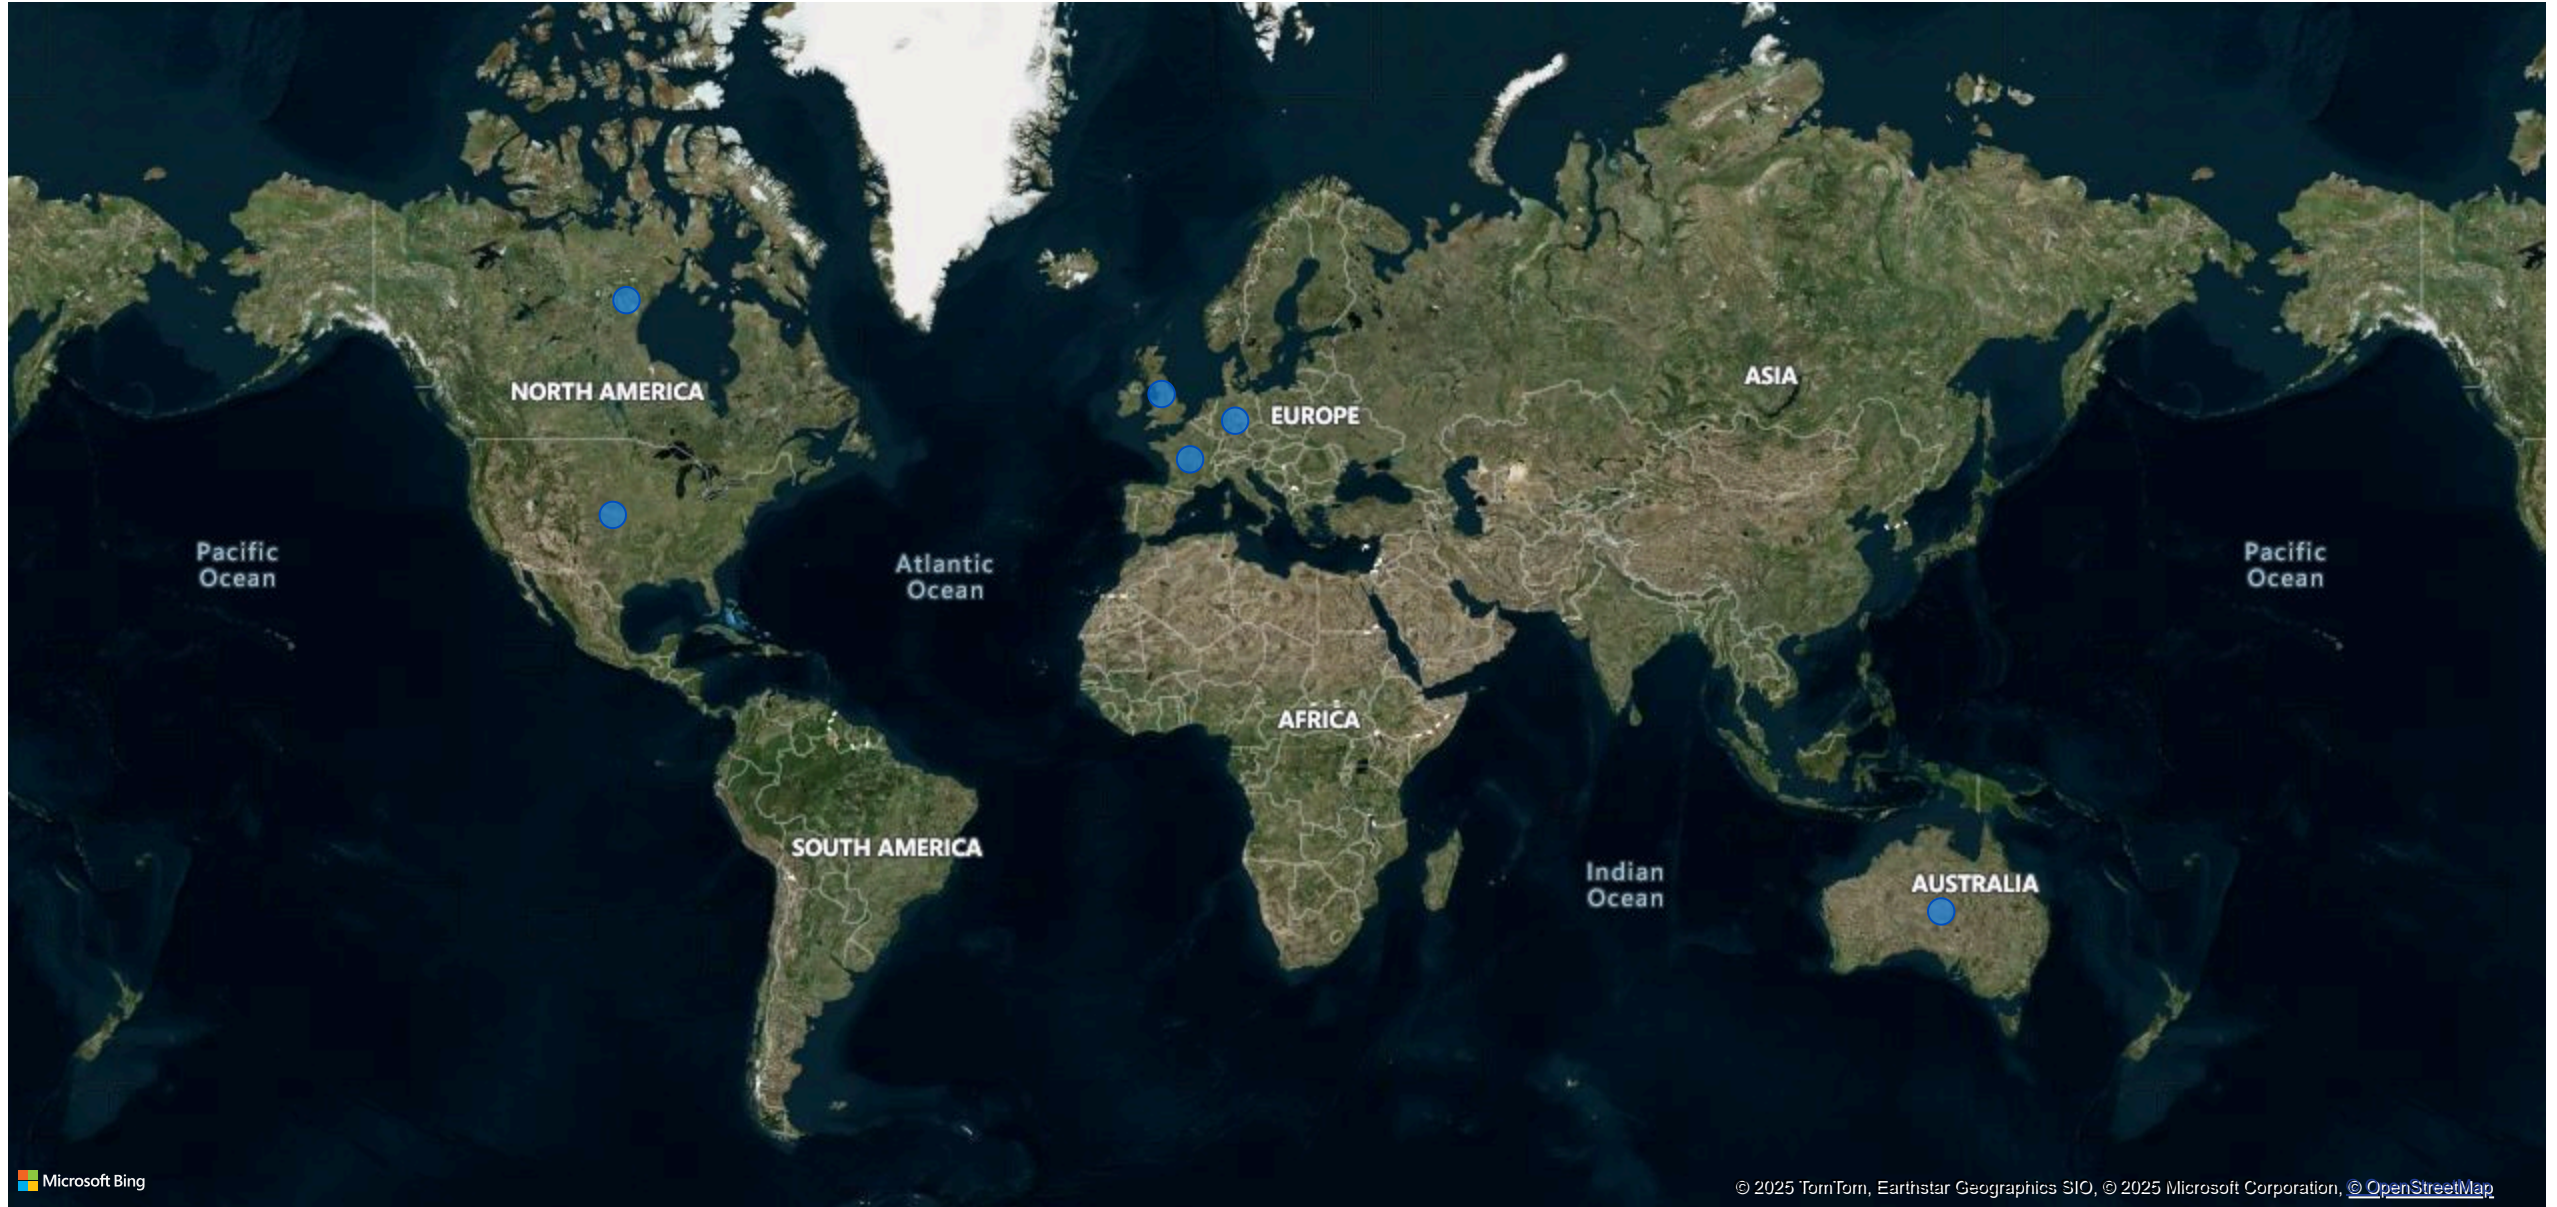 ASIA
NORTH AMERICA
EUROPE
Pacific
Ocean
Atlantic
Ocean
Pacific
Ocean
AFRICA
SOUTH AMERICA
Indian
Ocean
AUSTRALIA
Microsoft Bing
© 2025 TomTom, Earthstar Geographics SIO, © 2025 Microsoft Corporation, © OpenStreetMap